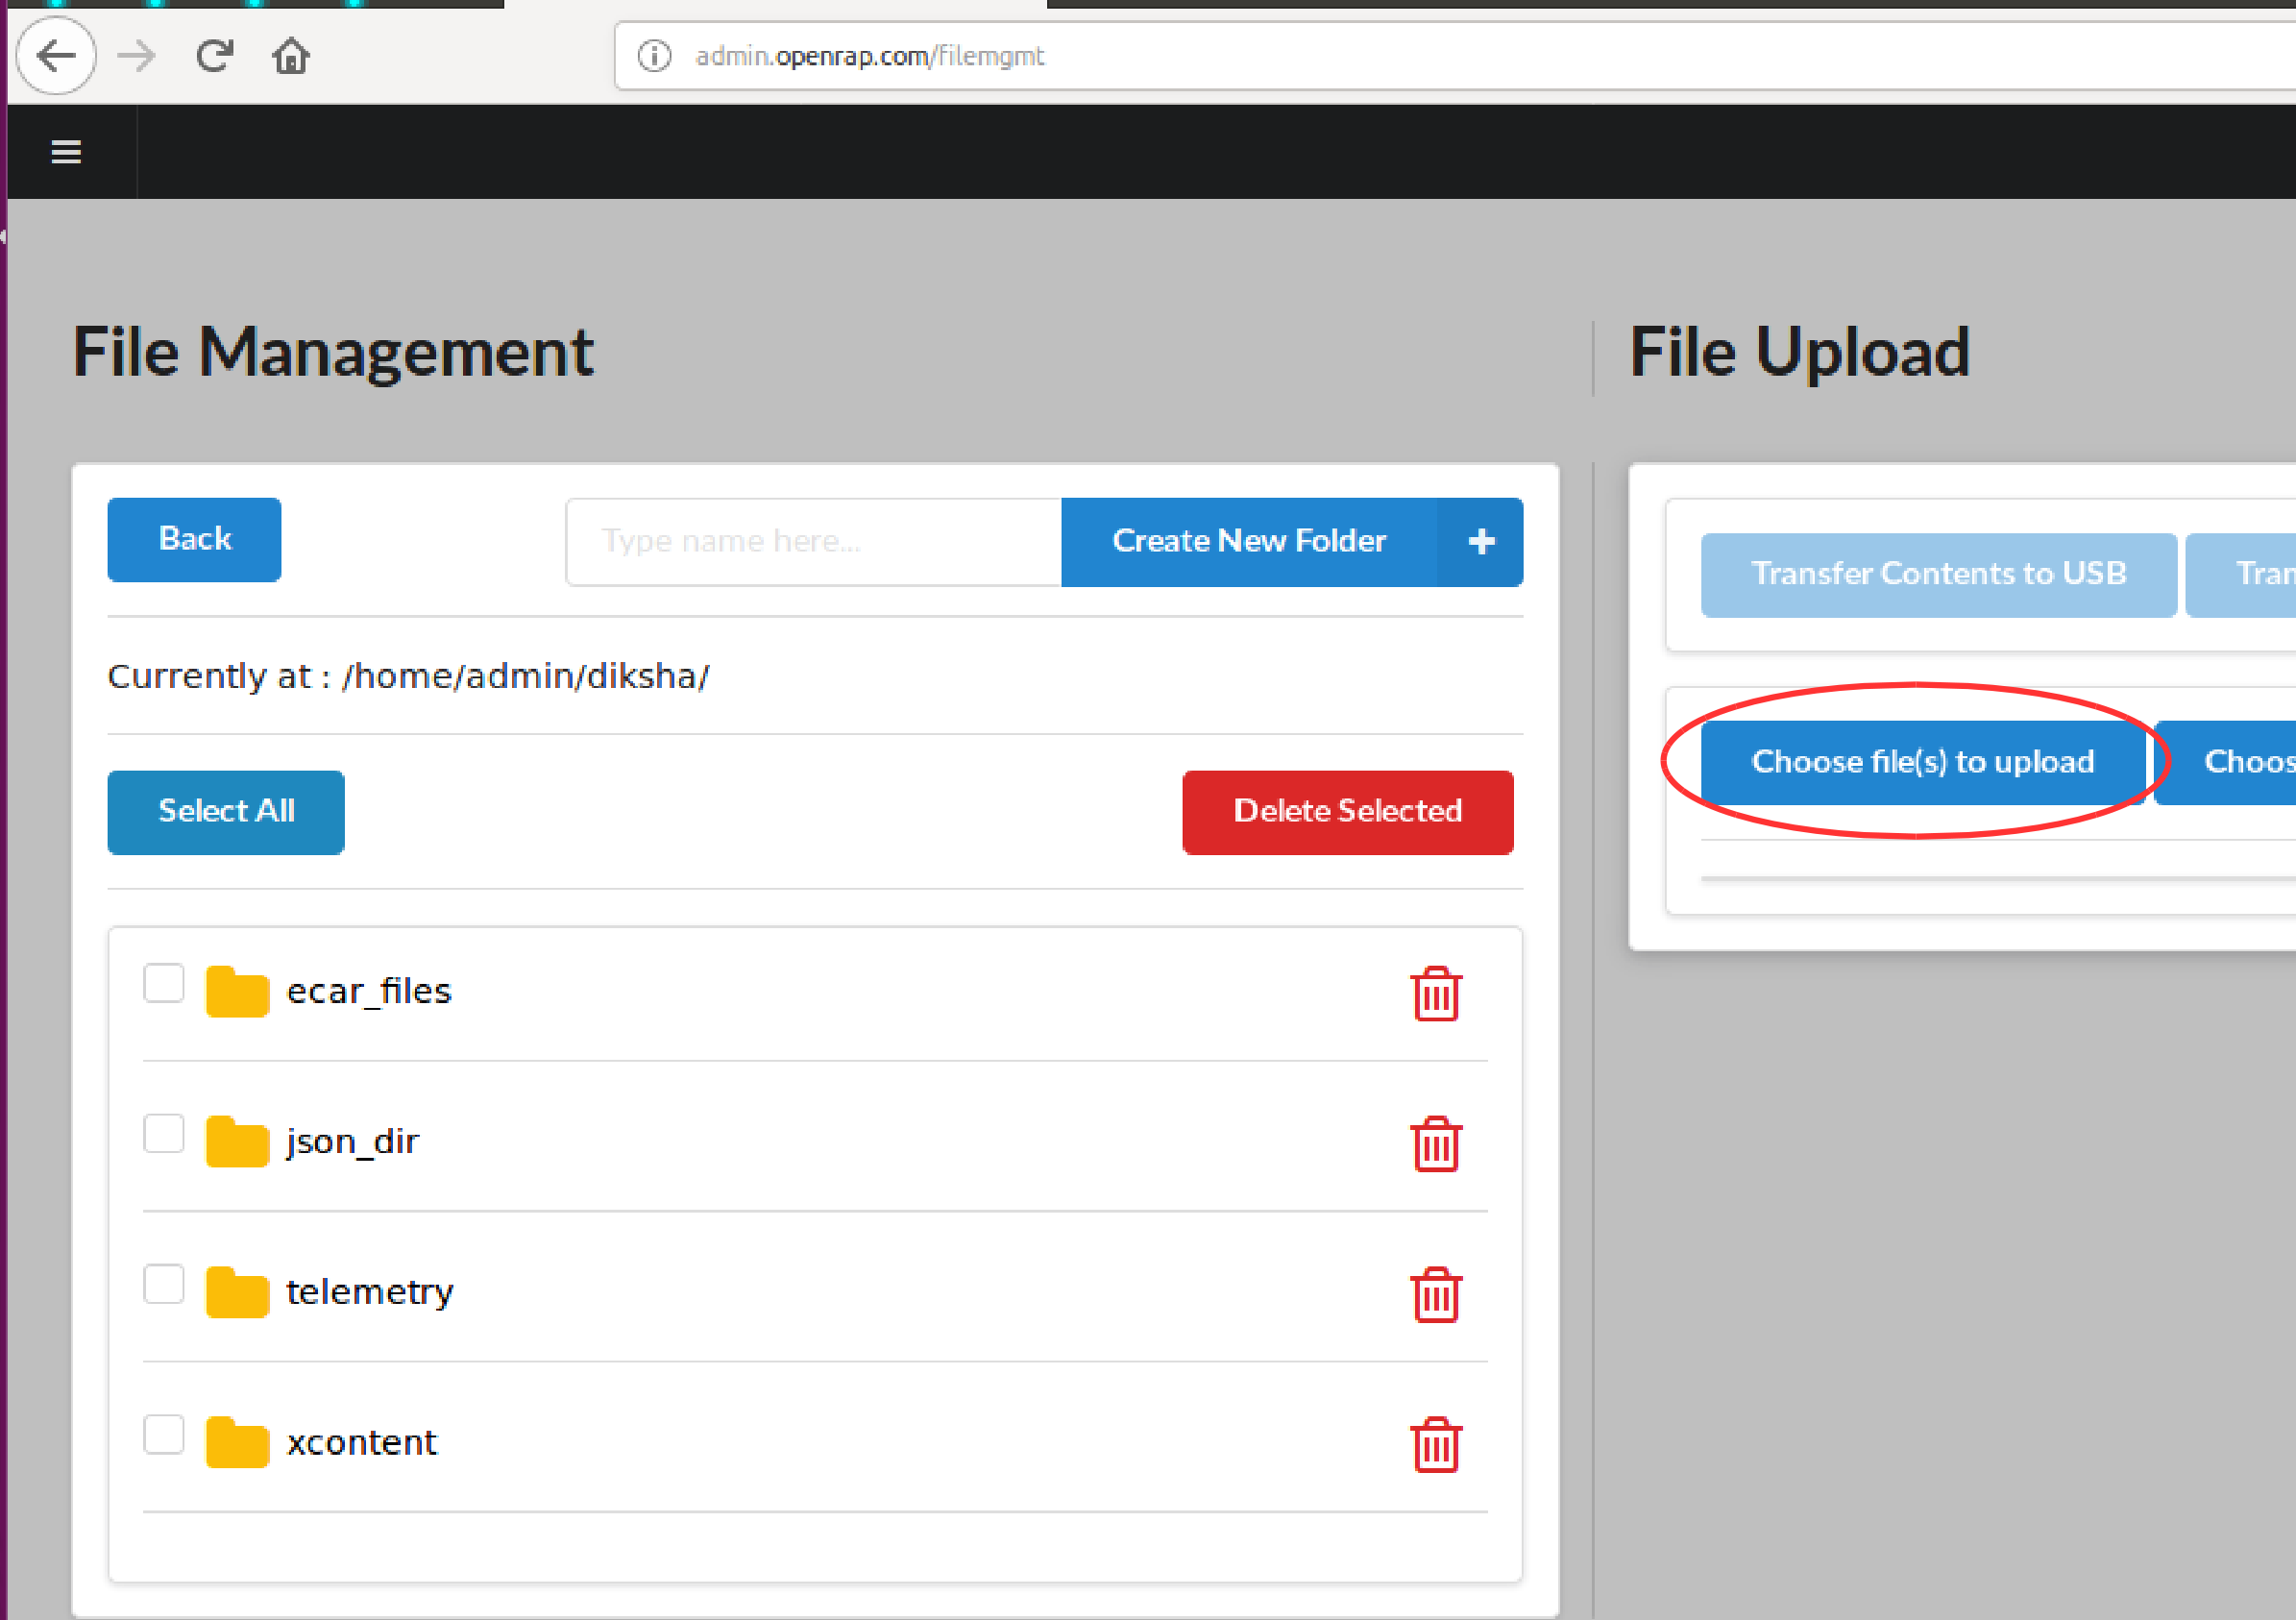 admin.openrap.com/filemgmt
File Management
File Upload
Back
Type name here...
Create New Folder
Transfer Contents to USB
Tran
Currently at : /home/admin/diksha/
Choose file(s) to upload
Choos
Select All
Delete Selected
ecar_files
json_dir
telemetry
xcontent